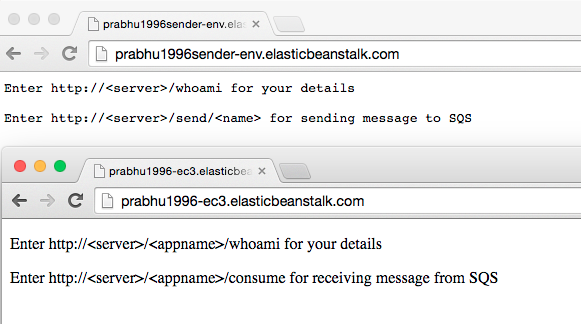 prabhu1996sender-env.elas
prabhu1996sender-env.elasticbeanstalk.com
Enter http://<server>/whoami for your details
Enter http://<server>/send/<name> for sending message to SQS
prabhu1996-ec3.elasticbea
prabhu1996-ec3.elasticbeanstalk.com
Enter http://<server>/<appname>/whoami for your details
Enter http://<server>/<appname>/consume for receiving message from SQS